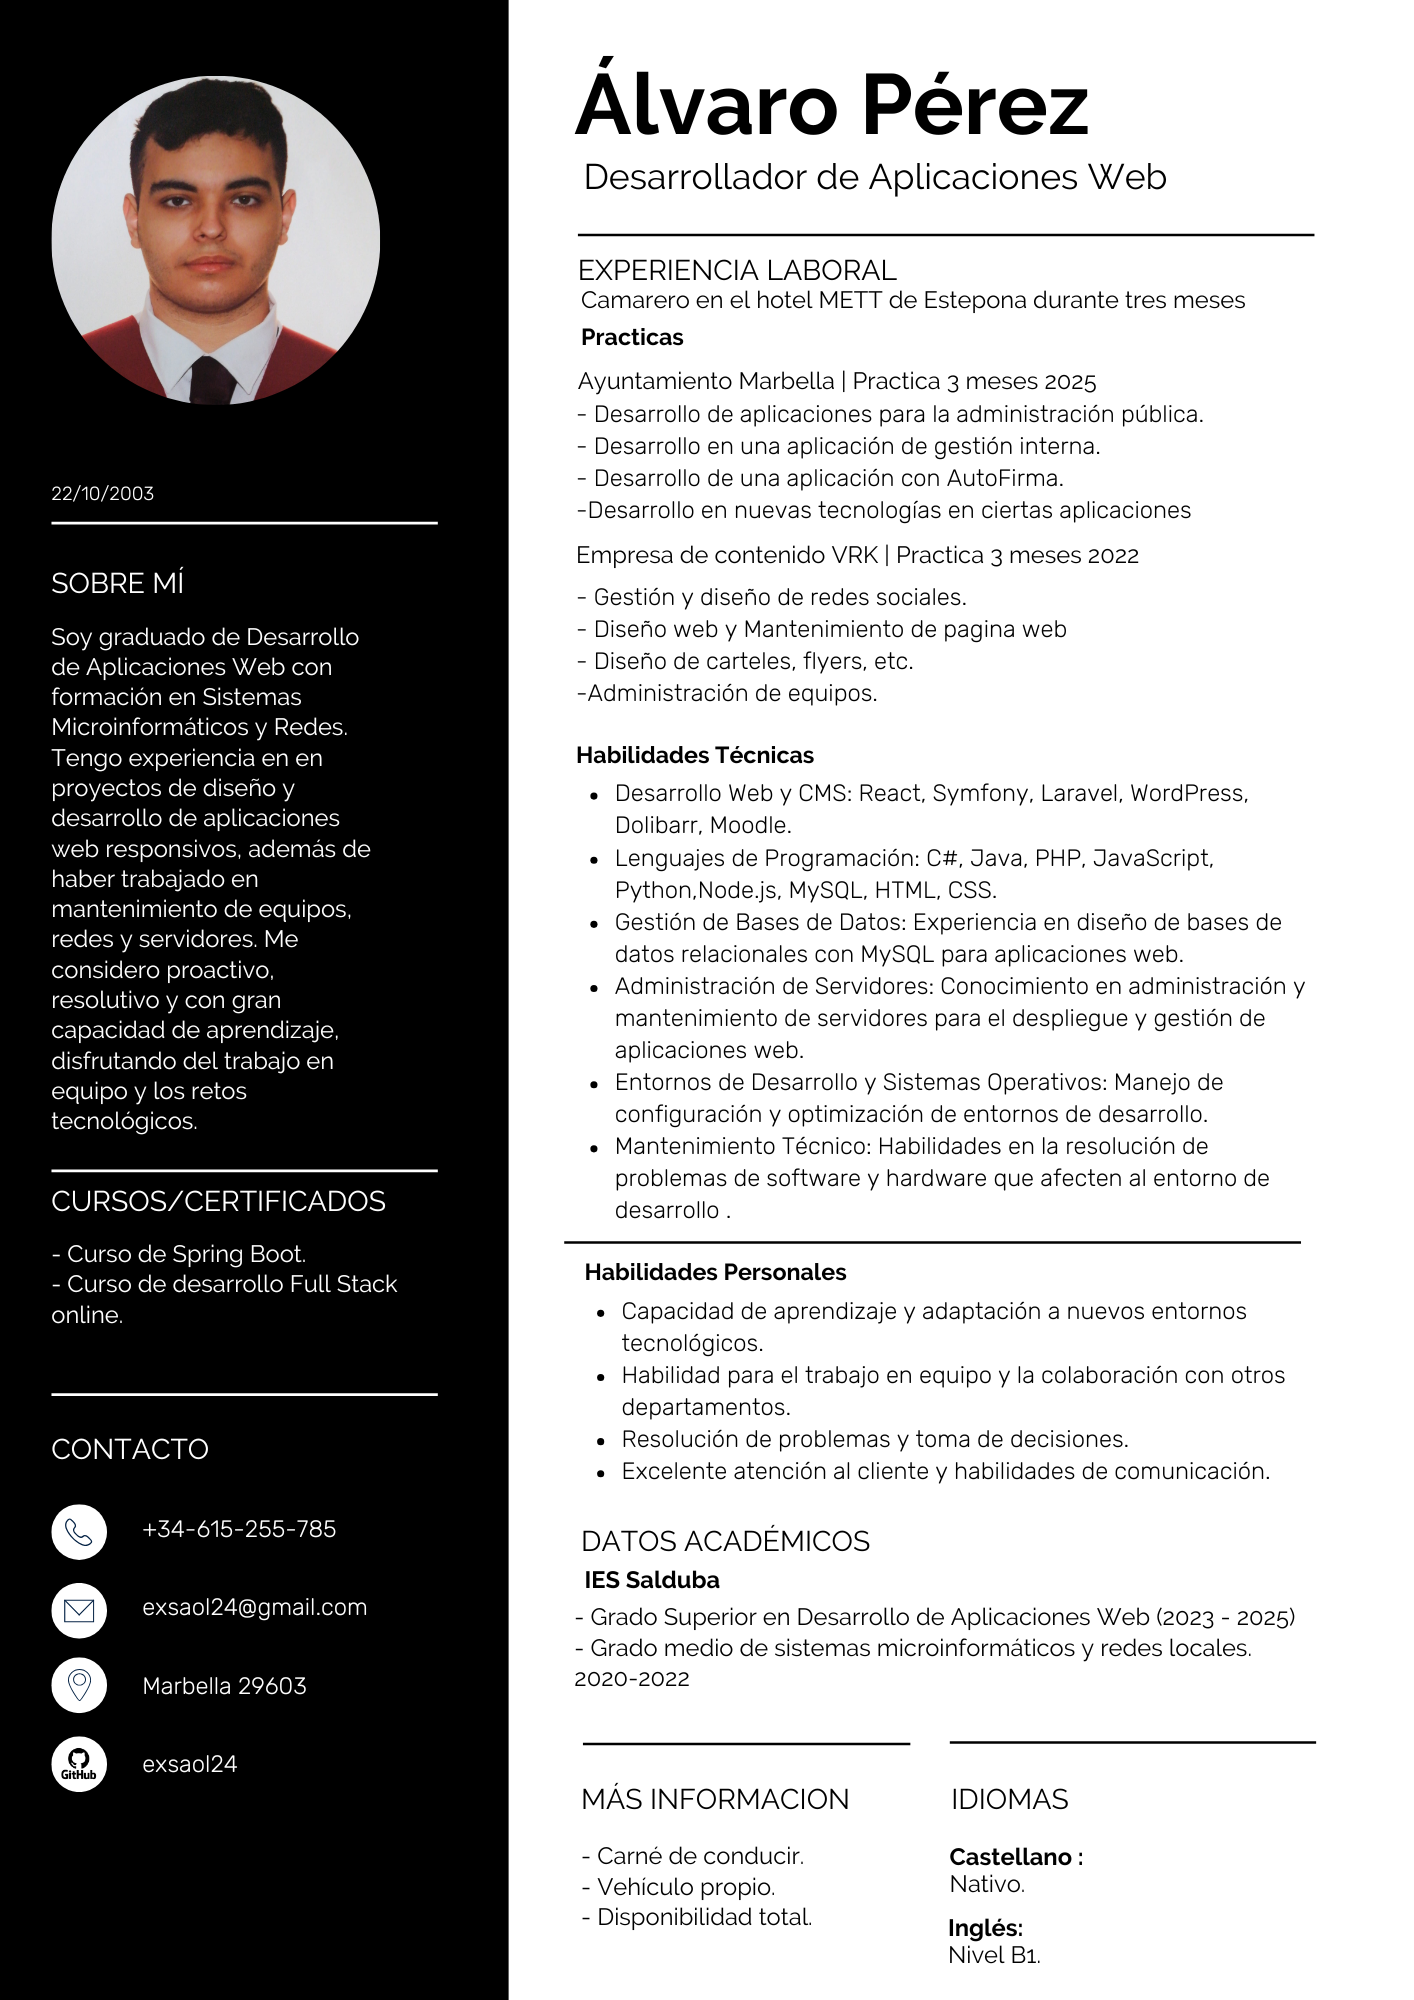 22/10/2003
SOBRE MÍ
Soy graduado de Desarrollo
de Aplicaciones Web con
formación en Sistemas
Microinformáticos y Redes.
Tengo experiencia en en
proyectos de diseño y
desarrollo de aplicaciones
web responsivos, además de
haber trabajado en
mantenimiento de equipos,
redes y servidores. Me
considero proactivo,
resolutivo y con gran
capacidad de aprendizaje,
disfrutando del trabajo en
equipo y los retos
tecnológicos.
CURSOS/CERTIFICADOS
- Curso de Spring Boot.
- Curso de desarrollo Full Stack
online.
CONTACTO
+34-615-255-785
exsaol24@gmail.com
Marbella 29603
GitHub
exsaol24
Álvaro Pérez
Desarrollador de Aplicaciones Web
EXPERIENCIA LABORAL
Camarero en el hotel METT de Estepona durante tres meses
Practicas
Ayuntamiento Marbella | Practica 3 meses 2025
- Desarrollo de aplicaciones para la administración pública.
- Desarrollo en una aplicación de gestión interna.
- Desarrollo de una aplicación con AutoFirma.
-Desarrollo en nuevas tecnologías en ciertas aplicaciones
Empresa de contenido VRK | Practica 3 meses 2022
- Gestión y diseño de redes sociales.
- Diseño web y Mantenimiento de pagina web
- Diseño de carteles, flyers, etc.
-Administración de equipos.
Habilidades Técnicas
• Desarrollo Web y CMS: React, Symfony, Laravel, WordPress,
Dolibarr, Moodle.
• Lenguajes de Programación: C#, Java, PHP, JavaScript,
Python,Node.js, MySQL, HTML, CSS.
• Gestión de Bases de Datos: Experiencia en diseño de bases de
datos relacionales con MySQL para aplicaciones web.
• Administración de Servidores: Conocimiento en administración y
mantenimiento de servidores para el despliegue y gestión de
aplicaciones web.
• Entornos de Desarrollo y Sistemas Operativos: Manejo de
configuración y optimización de entornos de desarrollo.
• Mantenimiento Técnico: Habilidades en la resolución de
problemas de software y hardware que afecten al entorno de
desarrollo .
Habilidades Personales
• Capacidad de aprendizaje y adaptación a nuevos entornos
tecnológicos.
• Habilidad para el trabajo en equipo y la colaboración con otros
departamentos.
• Resolución de problemas y toma de decisiones.
• Excelente atención al cliente y habilidades de comunicación.
DATOS ACADÉMICOS
IES Salduba
- Grado Superior en Desarrollo de Aplicaciones Web (2023 - 2025)
- Grado medio de sistemas microinformáticos y redes locales.
2020-2022
MÁS INFORMACION
- Carné de conducir.
- Vehículo propio.
- Disponibilidad total.
IDIOMAS
Castellano :
Nativo.
Inglés:
Nivel B1.